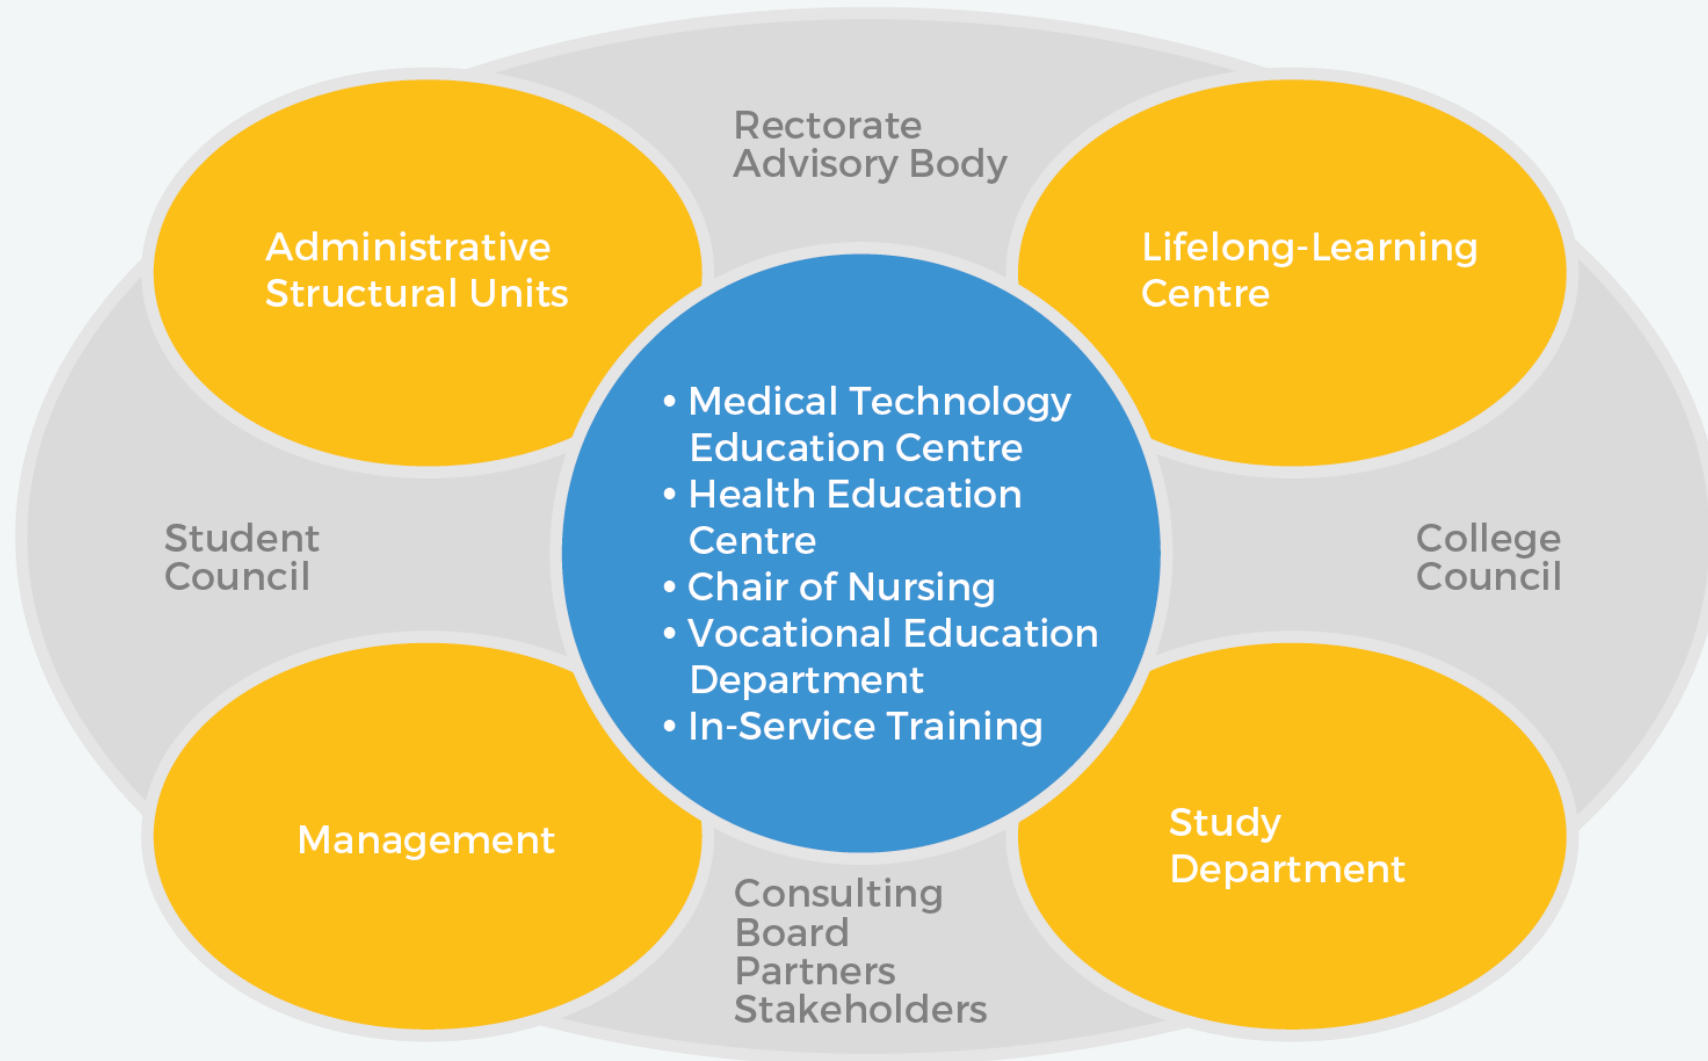 Rectorate
Advisory Body
Administrative
Structural Units
Lifelong-Learning
Centre
• Medical Technology
Education Centre
• Health Education
Centre
• Chair of Nursing
• Vocational Education
Department
• In-Service Training
Student
Council
College
Council
Management
Study
Department
Consulting
Board
Partners
Stakeholders